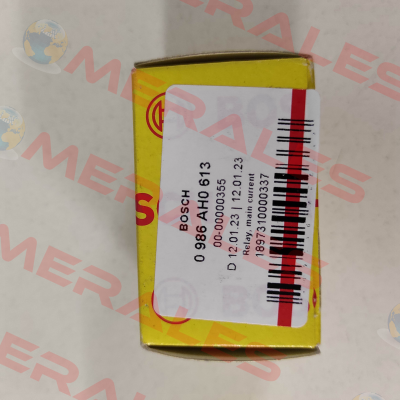 MERALES
BOSCH
0 986 AH0 613
00-00000355
D 12.01.23 | 12.01.23
Relay, main current
1897310000337
MERALES